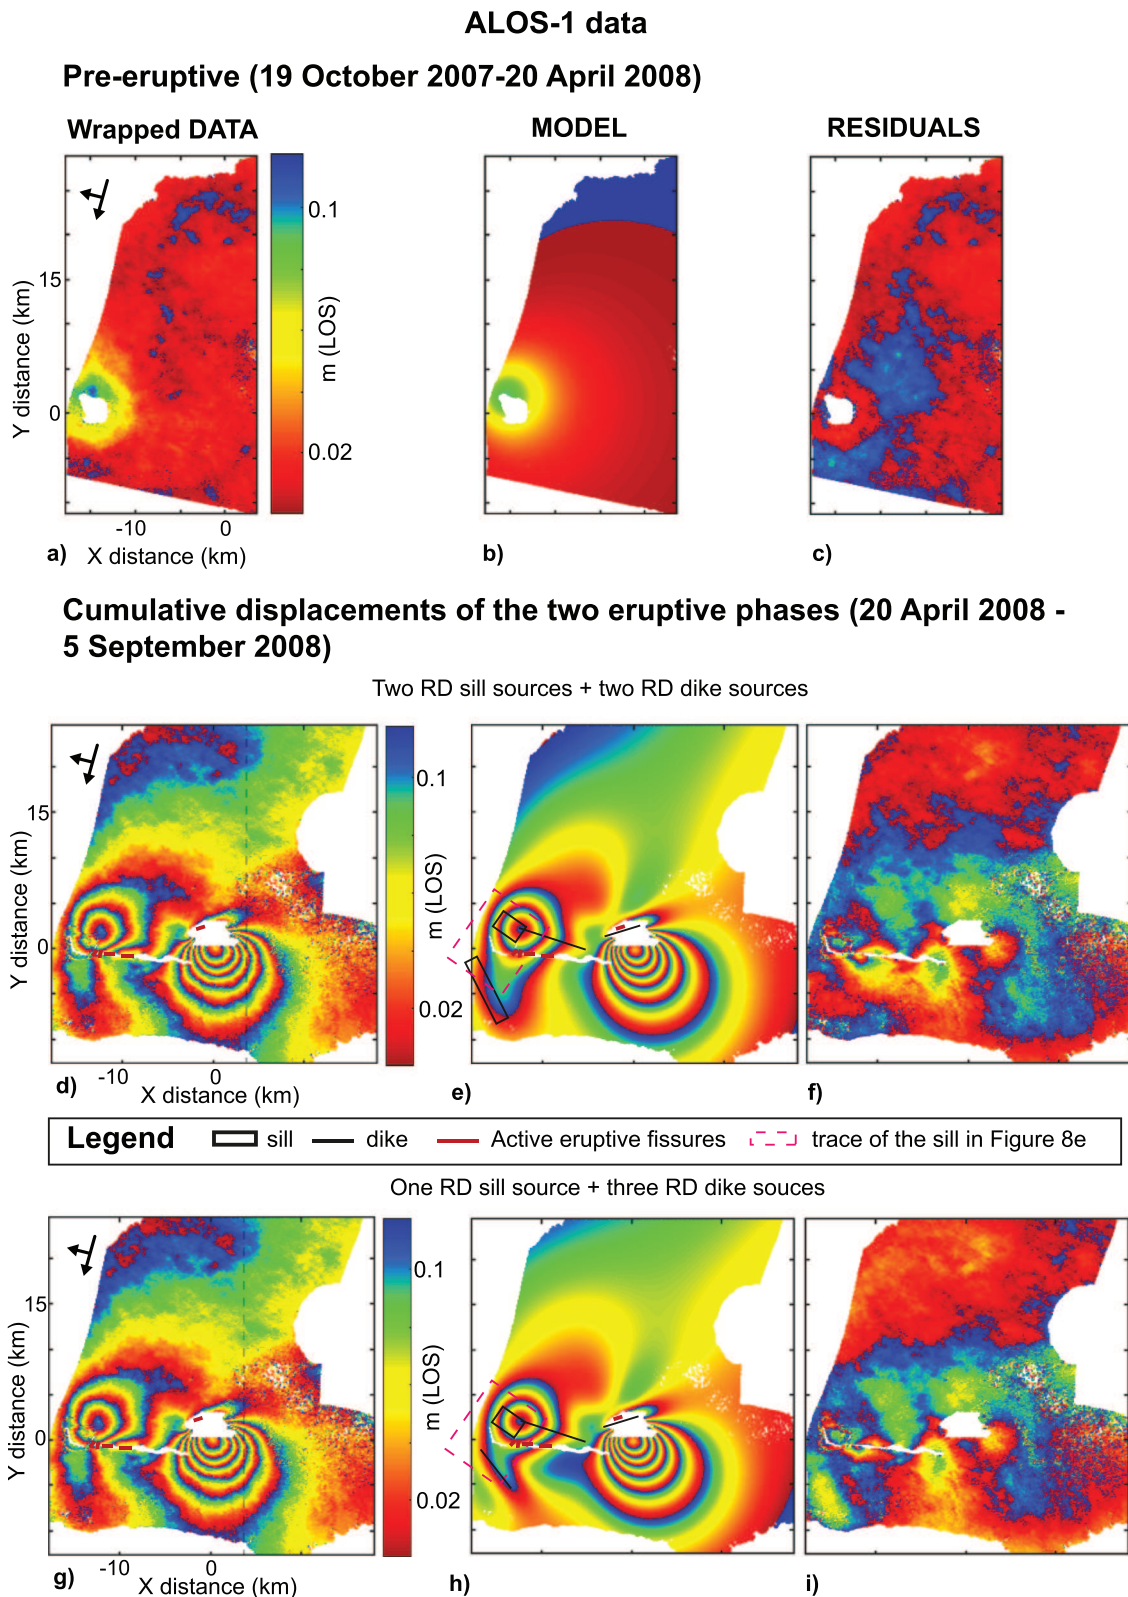 ALOS-1 data
Pre-eruptive (19 October 2007-20 April 2008)
Wrapped DATA
MODEL
RESIDUALS
0.1
0.02
m (LOS)
15
0
Y distance (km)
-10
0
X distance (km)
a)
b)
c)
Cumulative displacements of the two eruptive phases (20 April 2008 -
5 September 2008)
Two RD sill sources + two RD dike sources
0.1
0.02
m (LOS)
15
0
Y distance (km)
-10
0
X distance (km)
d)
e)
f)
Legend
sill
dike
Active eruptive fissures
trace of the sill in Figure 8e
One RD sill source + three RD dike souces
0.1
0.02
m (LOS)
15
0
Y distance (km)
-10
0
X distance (km)
g)
h)
i)